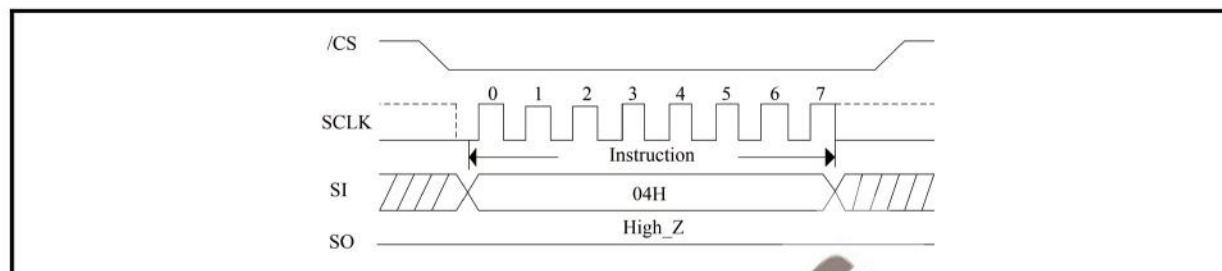 /CS
0 1 2 3 4 5 6 7
SCLK
Instruction
SI
04H
High_Z
SO